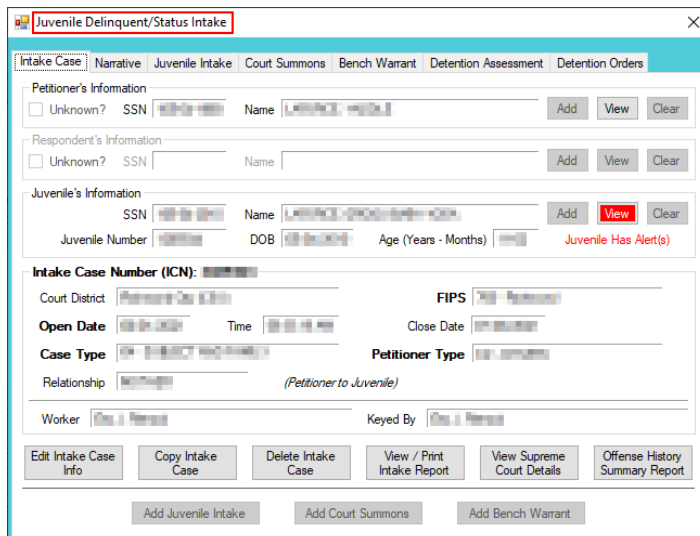 Juvenile Delinquent/Status Intake
Intake Case Narrative Juvenile Intake Court Summons Bench Warrant Detention Assessment Detention Orders
Petitioner's Information
Unknown? SSN Name Add View Clear
Respondent's Information
Unknown? SSN Name Add View Clear
Juvenile's Information
SSN Name Add View Clear
Juvenile Number DOB Age (Years - Months) Juvenile Has Alert(s)
Intake Case Number (ICN):
Court District FIPS
Open Date Time Close Date
Case Type Petitioner Type
Relationship (Petitioner to Juvenile)
Worker Keyed By
Edit Intake Case Copy Intake Delete Intake View / Print View Supreme Offense History
Info Case Case Intake Report Court Details Summary Report
Add Juvenile Intake Add Court Summons Add Bench Warrant